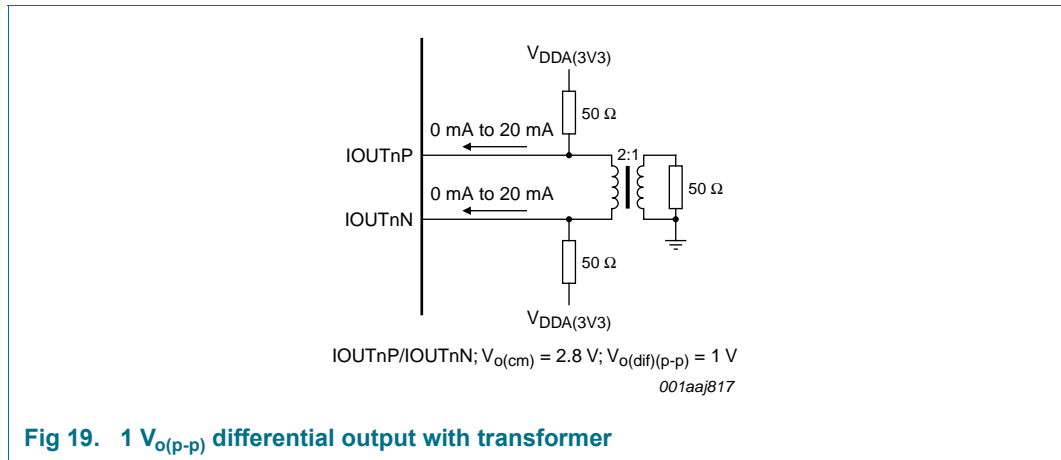 VDDA(3V3)
50 Ω
0 mA to 20 mA
IOUTnP
2:1
50 Ω
0 mA to 20 mA
IOUTnN
50 Ω
VDDA(3V3)
IOUTnP/IOUTnN; Vo(cm) = 2.8 V; Vo(dif)(p-p) = 1 V
001aaj817
Fig 19. 1 Vo(p-p) differential output with transformer